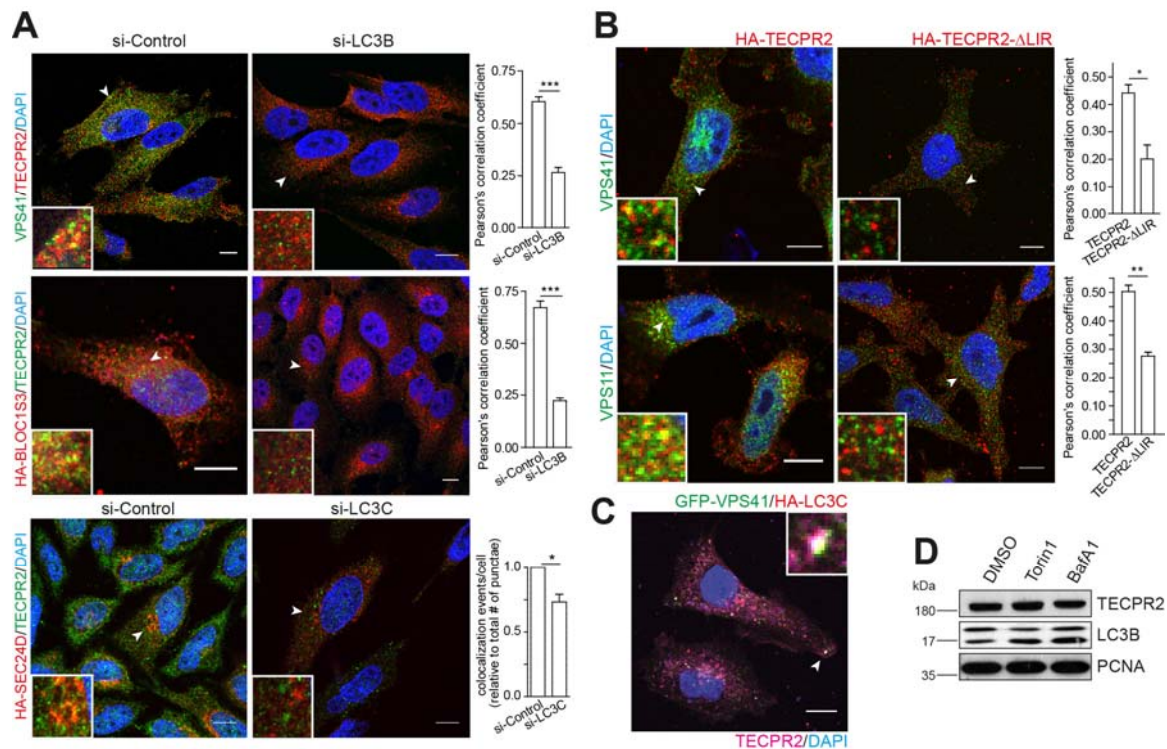 A
si-Control
si-LC3B
VPS41/TECPR2/DAPI
Pearson's correlation coefficient
0.75
0.50
0.25
0.00
***
si-Control
si-LC3B
HA-BLOC1S3/TECPR2/DAPI
Pearson's correlation coefficient
0.75
0.50
0.25
0.00
***
si-Control
si-LC3B
si-Control
si-LC3C
HA-SEC24D/TECPR2/DAPI
colocalization events/cell
(relative to total # of punctae)
1.0
0.5
0.0
*
si-Control
si-LC3C
B
HA-TECPR2
HA-TECPR2-ΔLIR
VPS41/DAPI
Pearson's correlation coefficient
0.50
0.40
0.30
0.20
0.10
0.00
*
TECPR2
TECPR2-ΔLIR
VPS11/DAPI
Pearson's correlation coefficient
0.50
0.40
0.30
0.20
0.10
0.00
**
TECPR2
TECPR2-ΔLIR
C
GFP-VPS41/HA-LC3C
TECPR2/DAPI
D
DMSO
Torin1
BafA1
kDa
180
TECPR2
17
LC3B
35
PCNA